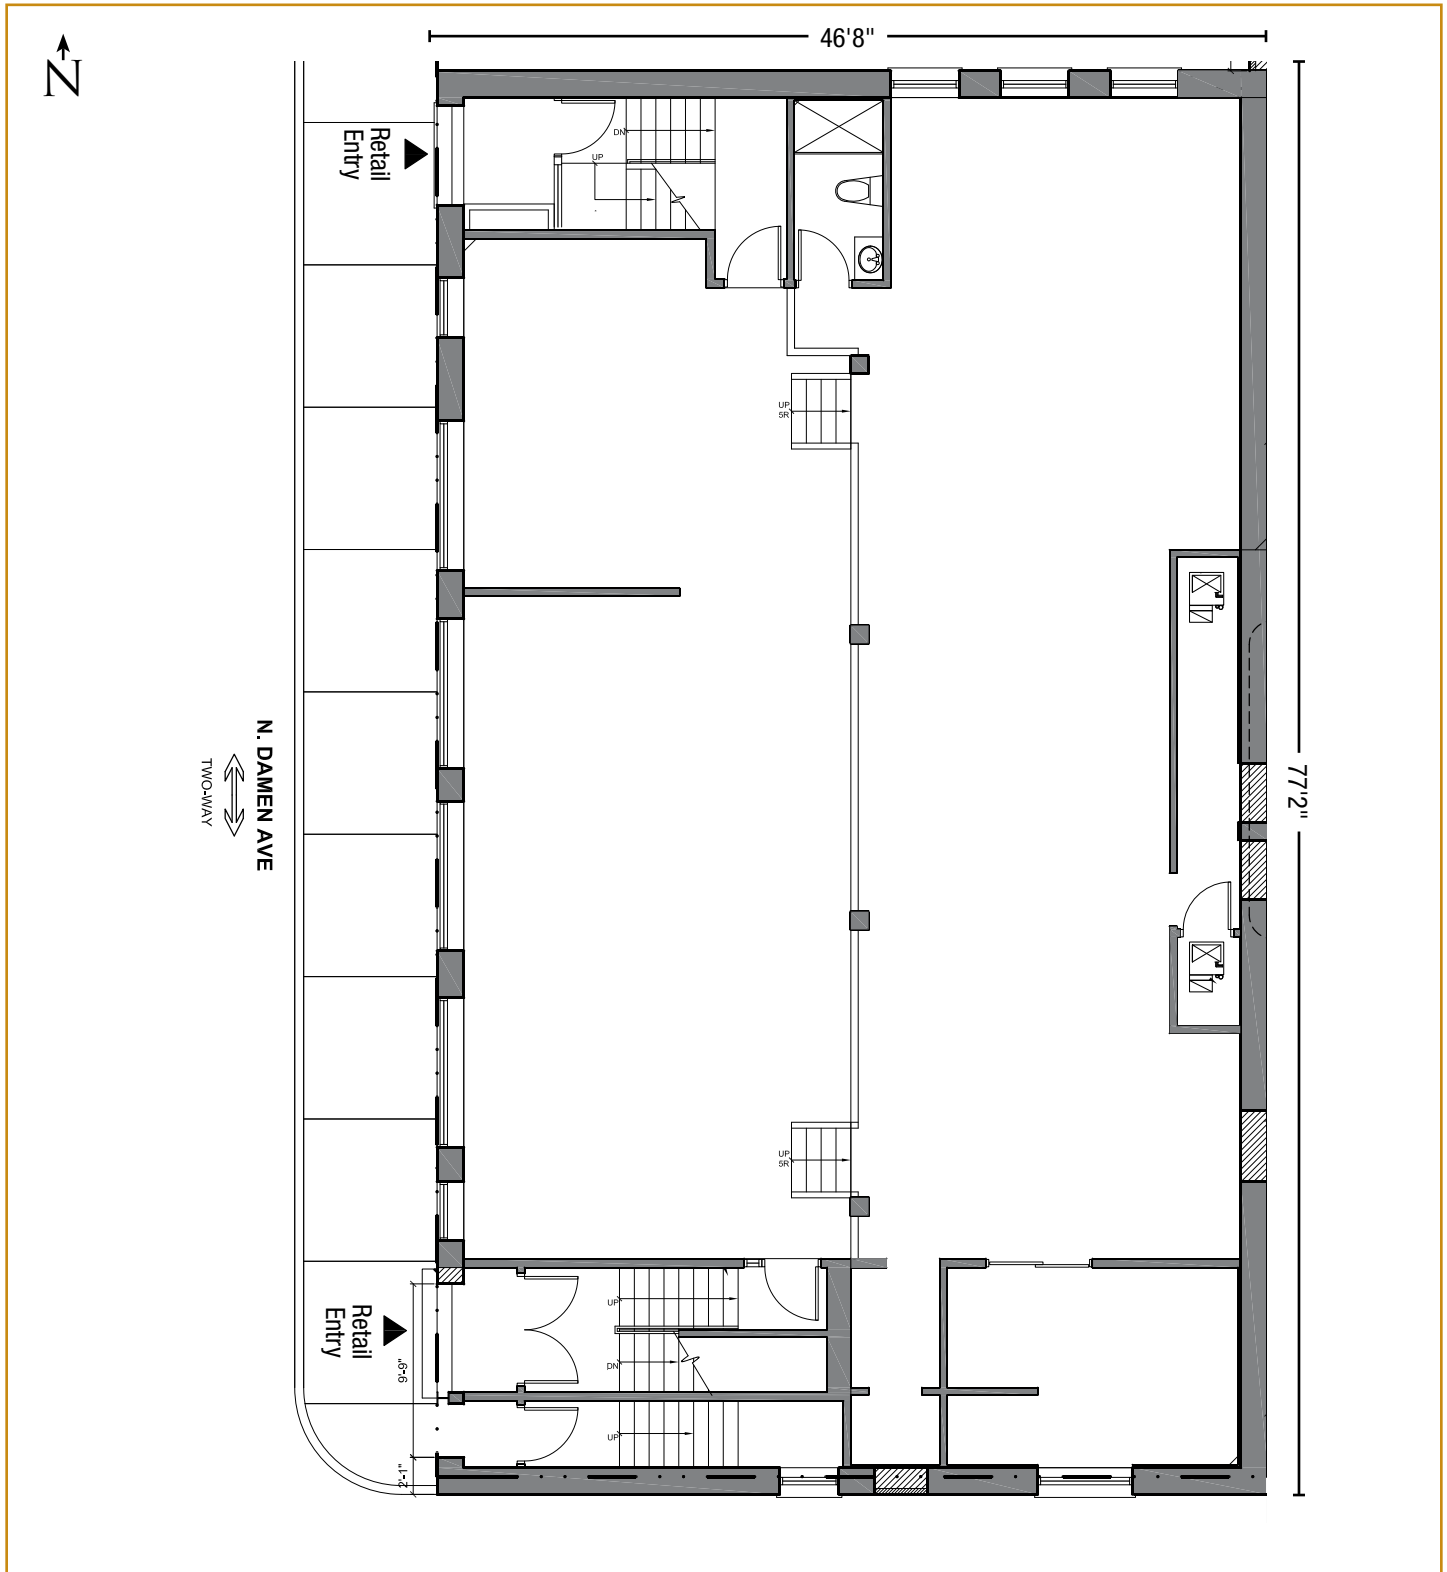 46'8"
N
DN
UP
Retail
Entry
UP
5R
77'2"
N. DAMEN AVE
TWO-WAY
UP
5R
UP
Retail
Entry
DN
9'-9"
UP
2'-1"